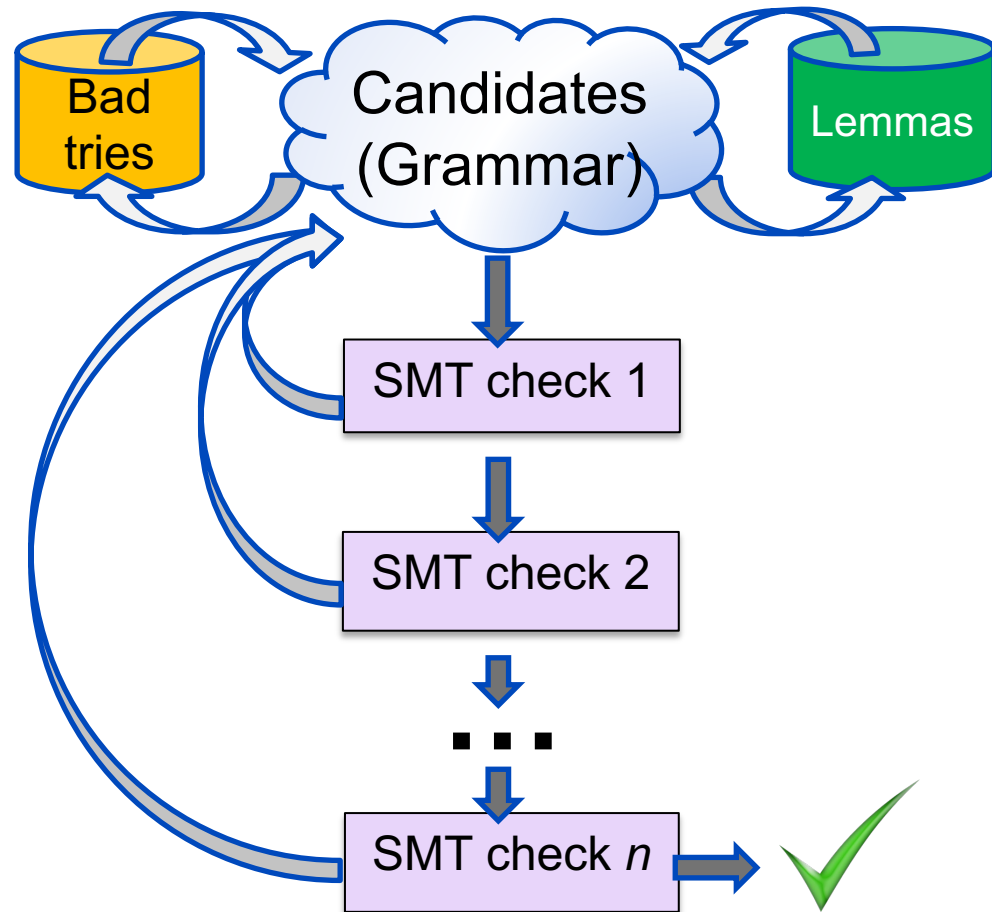 Bad
tries
Candidates
(Grammar)
Lemmas
SMT check 1
SMT check 2
...
SMT check n